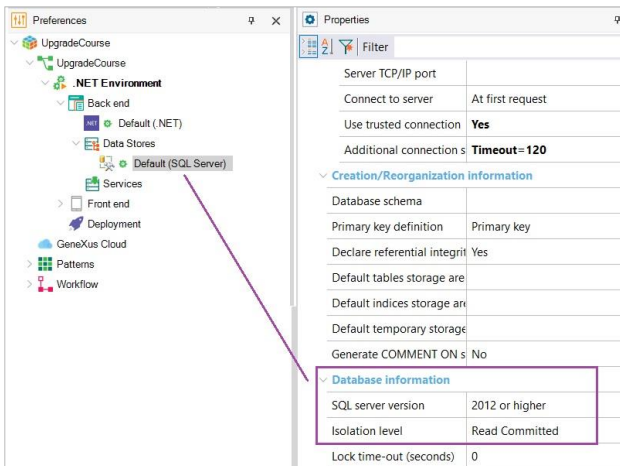 Preferences
UpgradeCourse
UpgradeCourse
.NET Environment
Back end
.NET Default (.NET)
Data Stores
Default (SQL Server)
Services
Front end
Deployment
GeneXus Cloud
Patterns
Workflow
Properties
Filter
Server TCP/IP port
Connect to server At first request
Use trusted connection Yes
Additional connection s Timeout=120
Creation/Reorganization information
Database schema
Primary key definition Primary key
Declare referential integrit Yes
Default tables storage are
Default indices storage are
Default temporary storage
Generate COMMENT ON s No
Database information
SQL server version 2012 or higher
Isolation level Read Committed
Lock time-out (seconds) 0